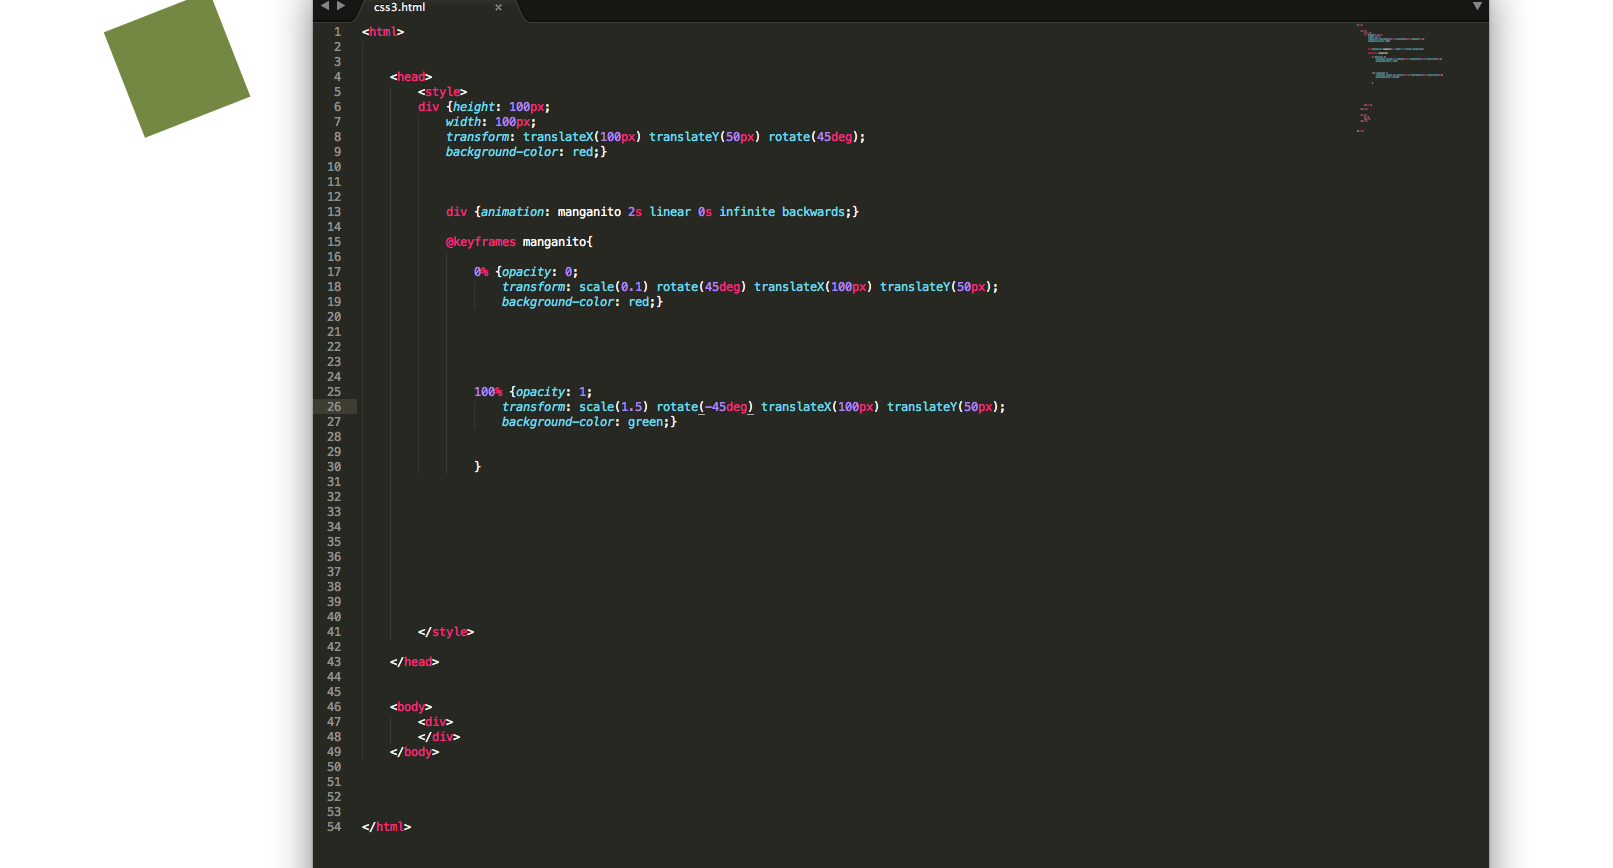 css3.html ×
1 <html>
2
3
4 <head>
5 <style>
6 div {height: 100px;
7 width: 100px;
8 transform: translateX(100px) translateY(50px) rotate(45deg);
9 background-color: red;}
10
11
12
13 div {animation: manganito 2s linear 0s infinite backwards;}
14
15 @keyframes manganito{
16
17 0% {opacity: 0;
18 transform: scale(0.1) rotate(45deg) translateX(100px) translateY(50px);
19 background-color: red;}
20
21
22
23
24
25 100% {opacity: 1;
26 transform: scale(1.5) rotate(-45deg) translateX(100px) translateY(50px);
27 background-color: green;}
28
29
30 }
31
32
33
34
35
36
37
38
39
40
41 </style>
42
43 </head>
44
45
46 <body>
47 <div>
48 </div>
49 </body>
50
51
52
53
54 </html>